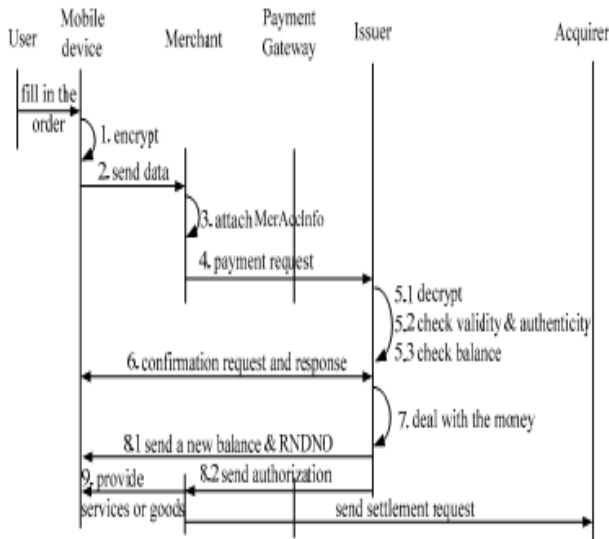 User
Mobile
device
Merchant
Payment
Gateway
Issuer
Acquirer
fill in the
order
1. encrypt
2. send data
3. attach MerAccInfo
4. payment request
5.1 decrypt
5.2 check validity & authenticity
5.3 check balance
6. confirmation request and response
7. deal with the money
8.1 send a new balance & RNDNO
8.2 send authorization
9. provide
services or goods
send settlement request